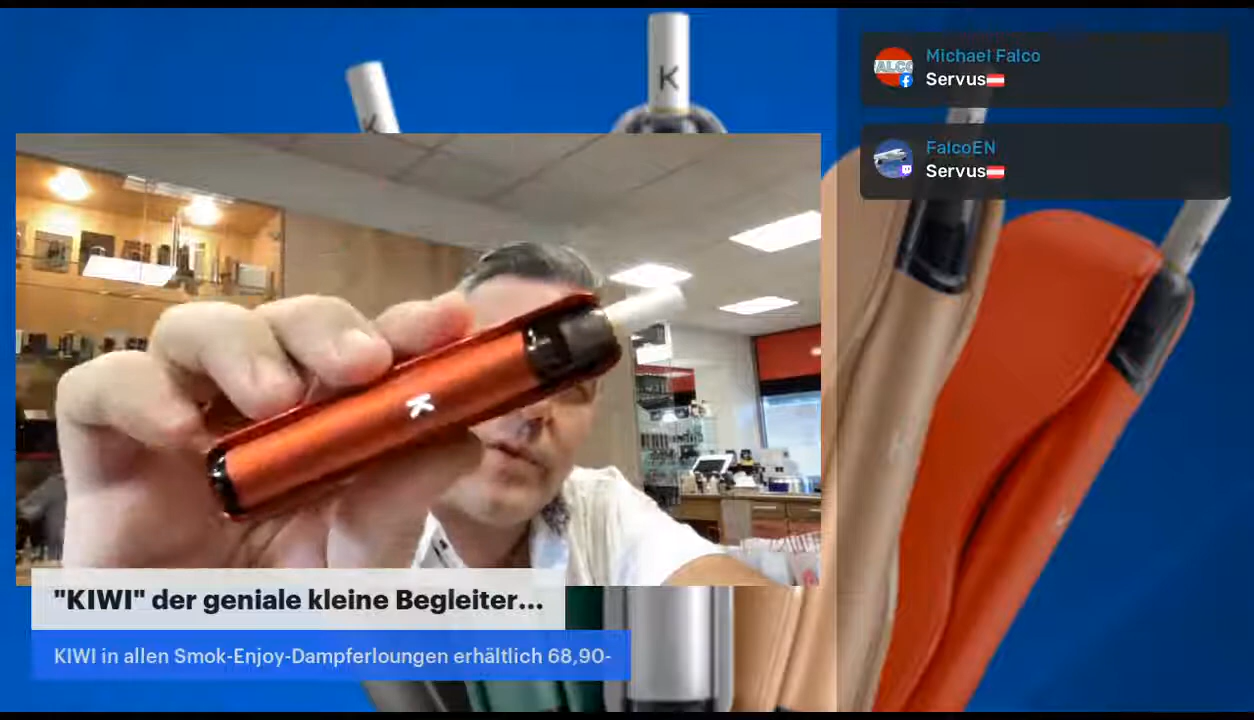 K
K
Michael Falco
ALCO
Servus
FalcoEN
Servus
K
"KIWI" der geniale kleine Begleiter...
KIWI in allen Smok-Enjoy-Dampferloungen erhältlich 68,90-